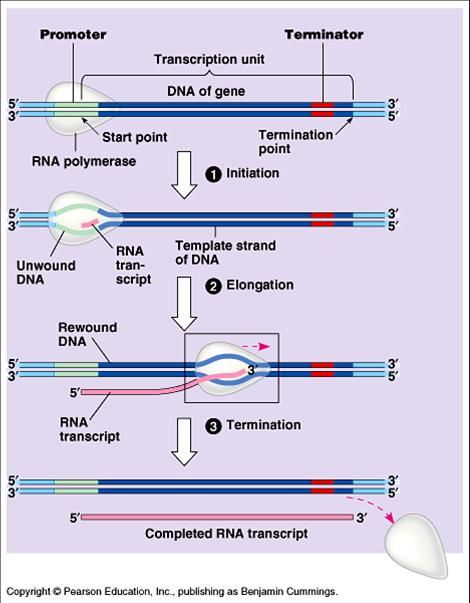 Promoter
Terminator
Transcription unit
DNA of gene
5′
3′
3′
5′
Start point
Termination
point
RNA polymerase
1 Initiation
5′
3′
3′
5′
RNA
tran-
script
Template strand
of DNA
Unwound
DNA
2 Elongation
Rewound
DNA
5′
3′
3′
3′
5′
5′
RNA
transcript
3 Termination
5′
3′
3′
5′
5′
3′
Completed RNA transcript
Copyright © Pearson Education, Inc., publishing as Benjamin Cummings.